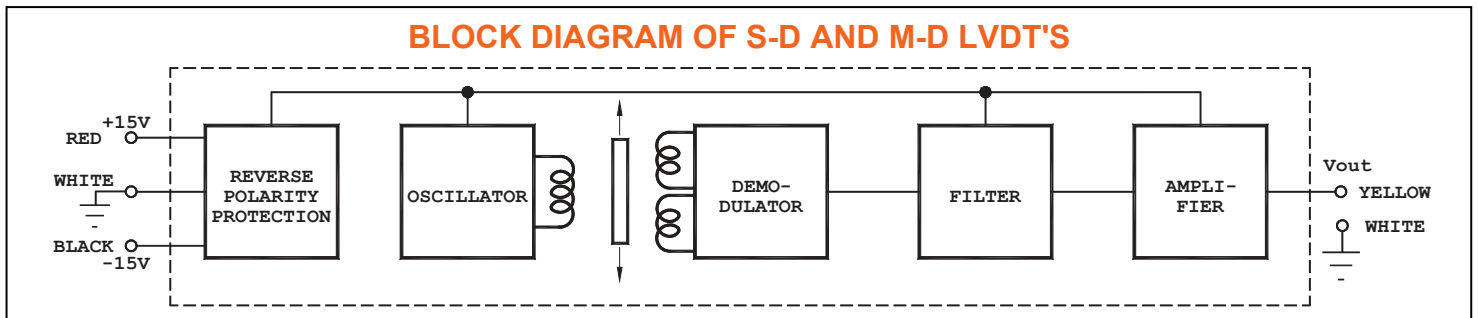 BLOCK DIAGRAM OF S-D AND M-D LVDT'S
+15V
RED
WHITE
BLACK
-15V
REVERSE
POLARITY
PROTECTION
OSCILLATOR
DEMO-
DULATOR
FILTER
AMPLI-
FIER
Vout
YELLOW
WHITE